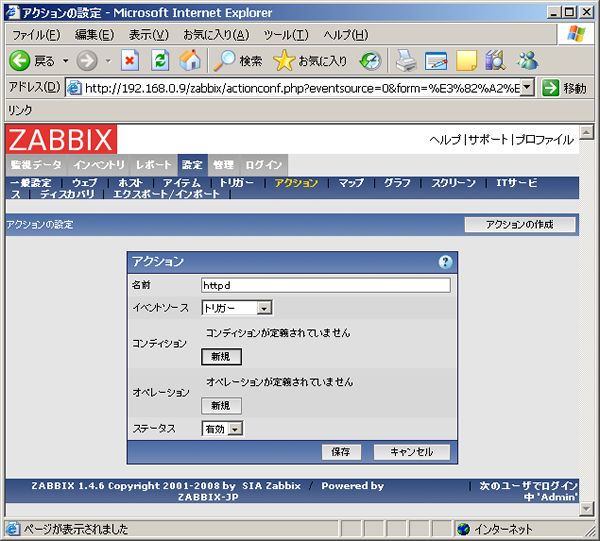 アクションの設定 - Microsoft Internet Explorer
ファイル(F) 編集(E) 表示(V) お気に入り(A) ツール(T) ヘルプ(H)
戻る 検索 お気に入り
アドレス(D) http://192.168.0.9/zabbix/actionconf.php?eventsource=0&form=%E3%82%A2%E 移動
リンク
ZABBIX ヘルプ|サポート|プロファイル
監視データ インベントリ レポート 設定 管理 ログイン
一般設定 | ウェブ | ホスト | アイテム | トリガー | アクション | マップ | グラフ | スクリーン | ITサービ
ス | ディスカバリ | エクスポート/インポート |
アクションの設定 アクションの作成
アクション ?
名前 httpd
イベントソース トリガー
コンディション コンディションが定義されていません
新規
オペレーション オペレーションが定義されていません
新規
ステータス 有効
保存 キャンセル
ZABBIX 1.4.6 Copyright 2001-2008 by SIA Zabbix / Powered by | 次のユーザでログイン
ZABBIX-JP 中 'Admin'
ページが表示されました インターネット